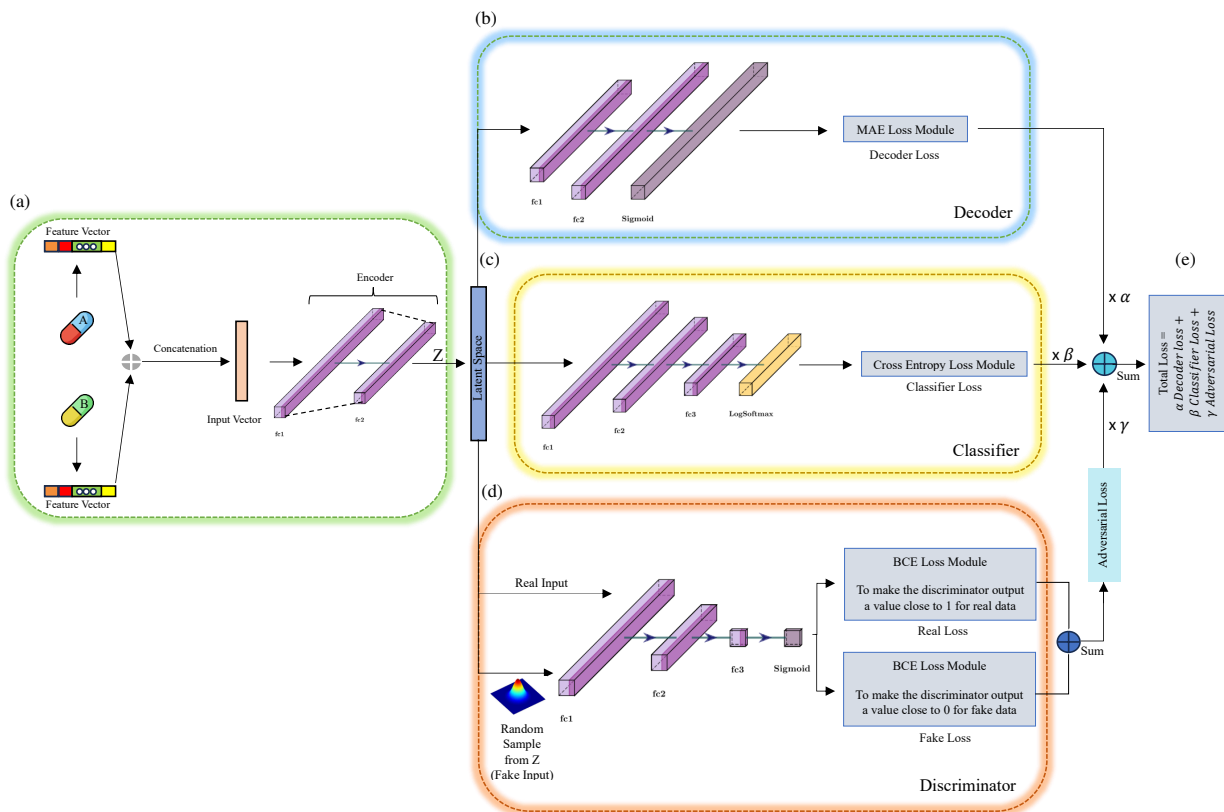 (a)
Feature Vector
A
B
Feature Vector
Concatenation
Input Vector
Encoder
fc1
fc2
Z
Latent Space
(b)
fc1
fc2
Sigmoid
MAE Loss Module
Decoder Loss
Decoder
(c)
fc1
fc2
fc3
LogSoftmax
Cross Entropy Loss Module
Classifier Loss
Classifier
(d)
Real Input
Random
Sample
from Z
(Fake Input)
fc1
fc2
fc3
Sigmoid
BCE Loss Module
To make the discriminator output
a value close to 1 for real data
Real Loss
BCE Loss Module
To make the discriminator output
a value close to 0 for fake data
Fake Loss
Discriminator
Sum
Adversarial Loss
x α
x β
x γ
Sum
(e)
Total Loss =
α Decoder loss +
β Classifier Loss +
γ Adversarial Loss